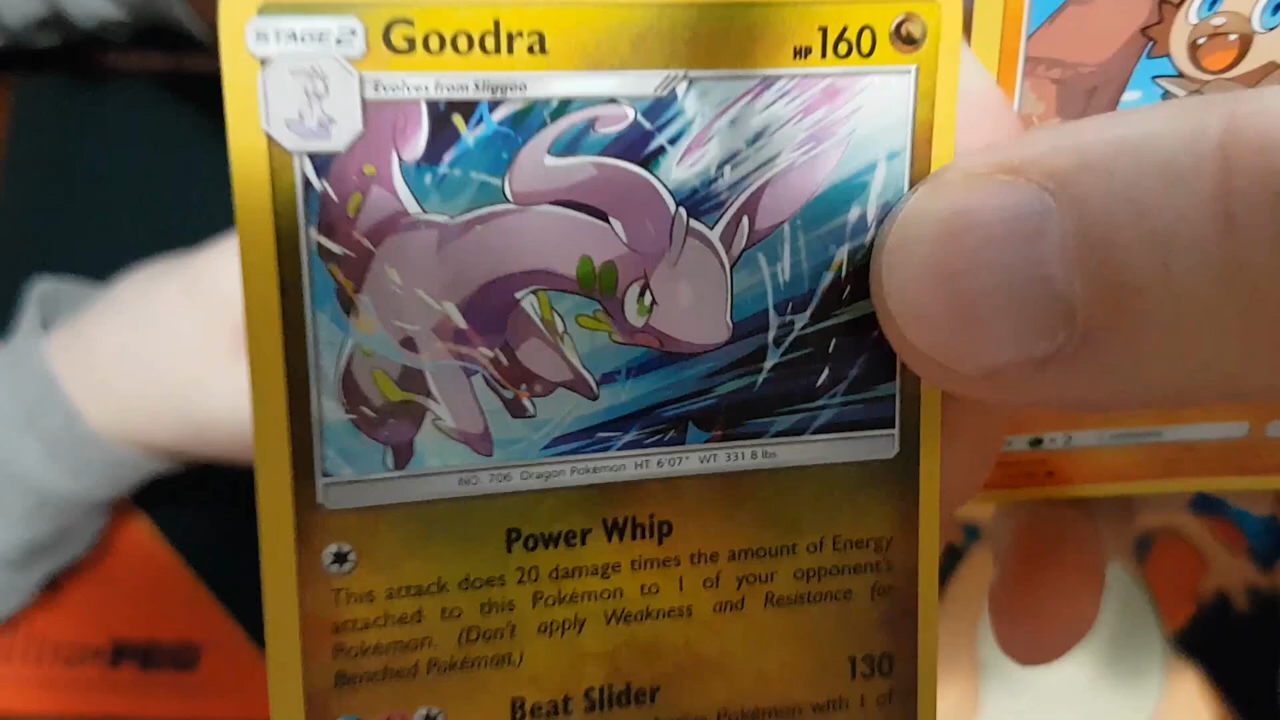 STAGE 2 Goodra HP 160
Evolves from Sliggoo
NO. 706 Dragon Pokémon HT 6'07" WT 331.8 lbs
Power Whip
This attack does 20 damage times the amount of Energy
attached to this Pokémon to 1 of your opponent's
Pokémon. (Don't apply Weakness and Resistance for
Benched Pokémon.)
Beat Slider 130
Pokémon with 1 of